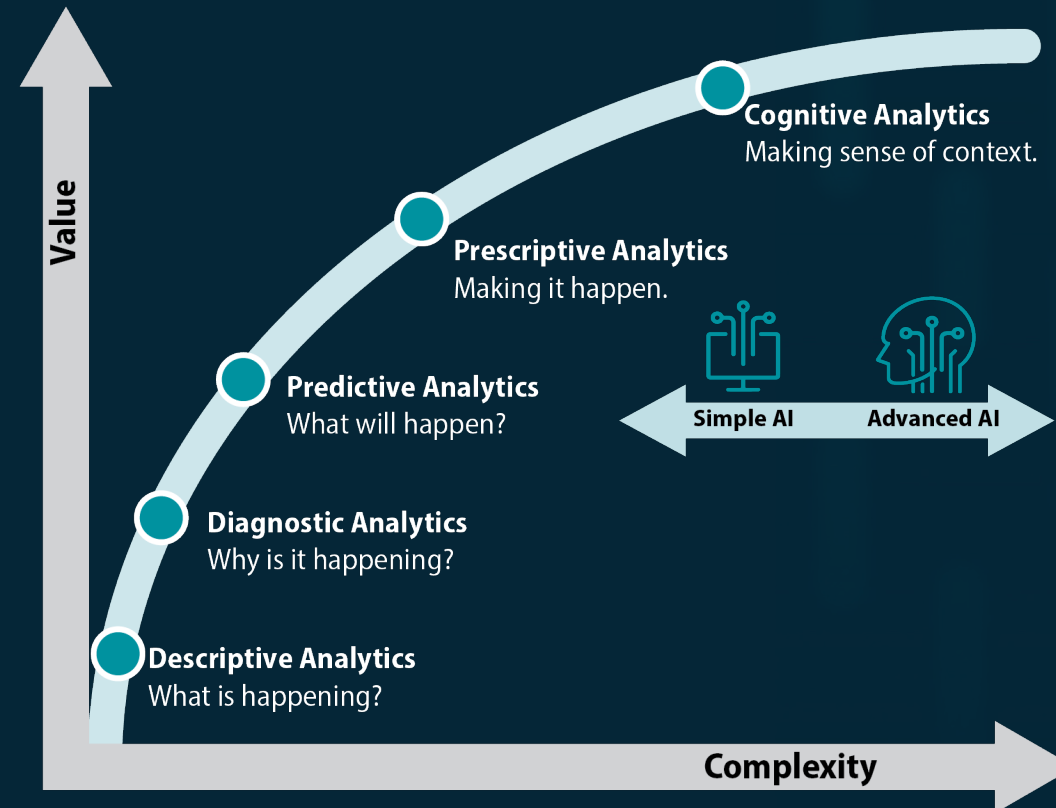 Value
Cognitive Analytics
Making sense of context.
Prescriptive Analytics
Making it happen.
Simple AI
Advanced AI
Predictive Analytics
What will happen?
Diagnostic Analytics
Why is it happening?
Descriptive Analytics
What is happening?
Complexity